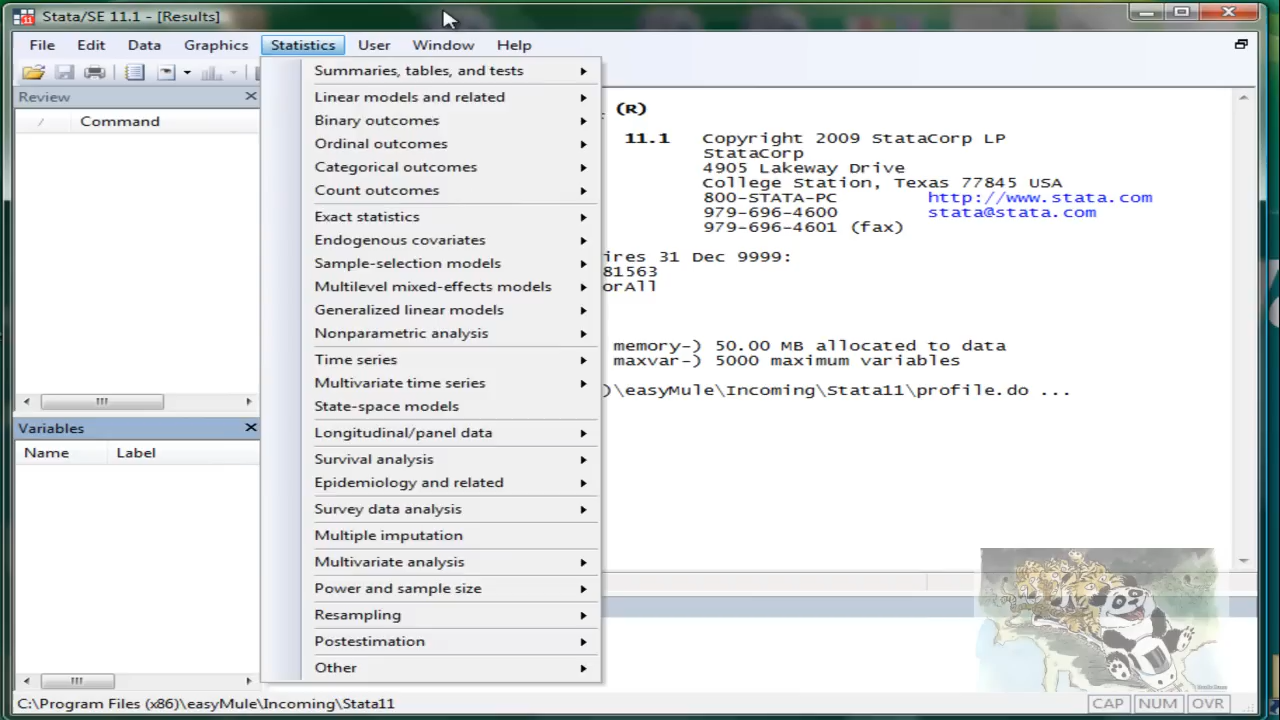 Stata/SE 11.1 - [Results]
File Edit Data Graphics Statistics User Window Help
Review
/ Command
Variables
Name Label
Summaries, tables, and tests
Linear models and related
Binary outcomes
Ordinal outcomes
Categorical outcomes
Count outcomes
Exact statistics
Endogenous covariates
Sample-selection models
Multilevel mixed-effects models
Generalized linear models
Nonparametric analysis
Time series
Multivariate time series
State-space models
Longitudinal/panel data
Survival analysis
Epidemiology and related
Survey data analysis
Multiple imputation
Multivariate analysis
Power and sample size
Resampling
Postestimation
Other
(R)
11.1 Copyright 2009 StataCorp LP
StataCorp
4905 Lakeway Drive
College Station, Texas 77845 USA
800-STATA-PC http://www.stata.com
979-696-4600 stata@stata.com
979-696-4601 (fax)
ires 31 Dec 9999:
81563
orAll
memory-) 50.00 MB allocated to data
maxvar-) 5000 maximum variables
)\easyMule\Incoming\Stata11\profile.do ...
C:\Program Files (x86)\easyMule\Incoming\Stata11
CAP NUM OVR